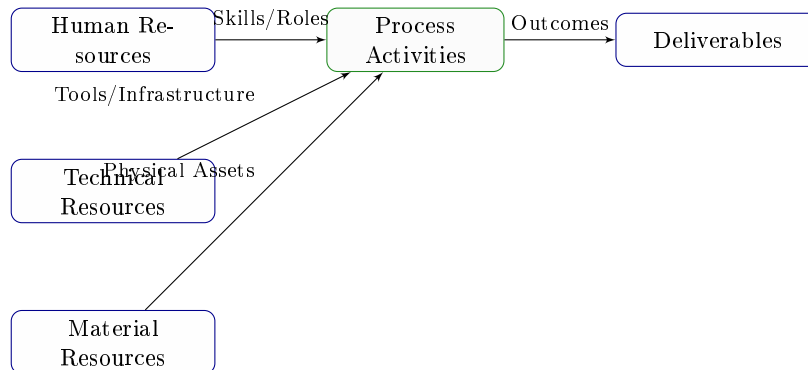 Human Re-
sources
Skills/Roles
Process
Activities
Outcomes
Deliverables
Tools/Infrastructure
Physical Assets
Technical
Resources
Material
Resources